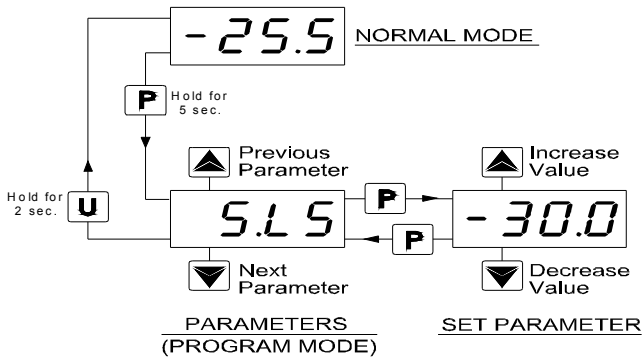 -25.5
NORMAL MODE
P
Hold for
5 sec.
Previous
Parameter
Increase
Value
Hold for
2 sec.
U
S.LS
P
P
-30.0
Next
Parameter
Decrease
Value
PARAMETERS
(PROGRAM MODE)
SET PARAMETER